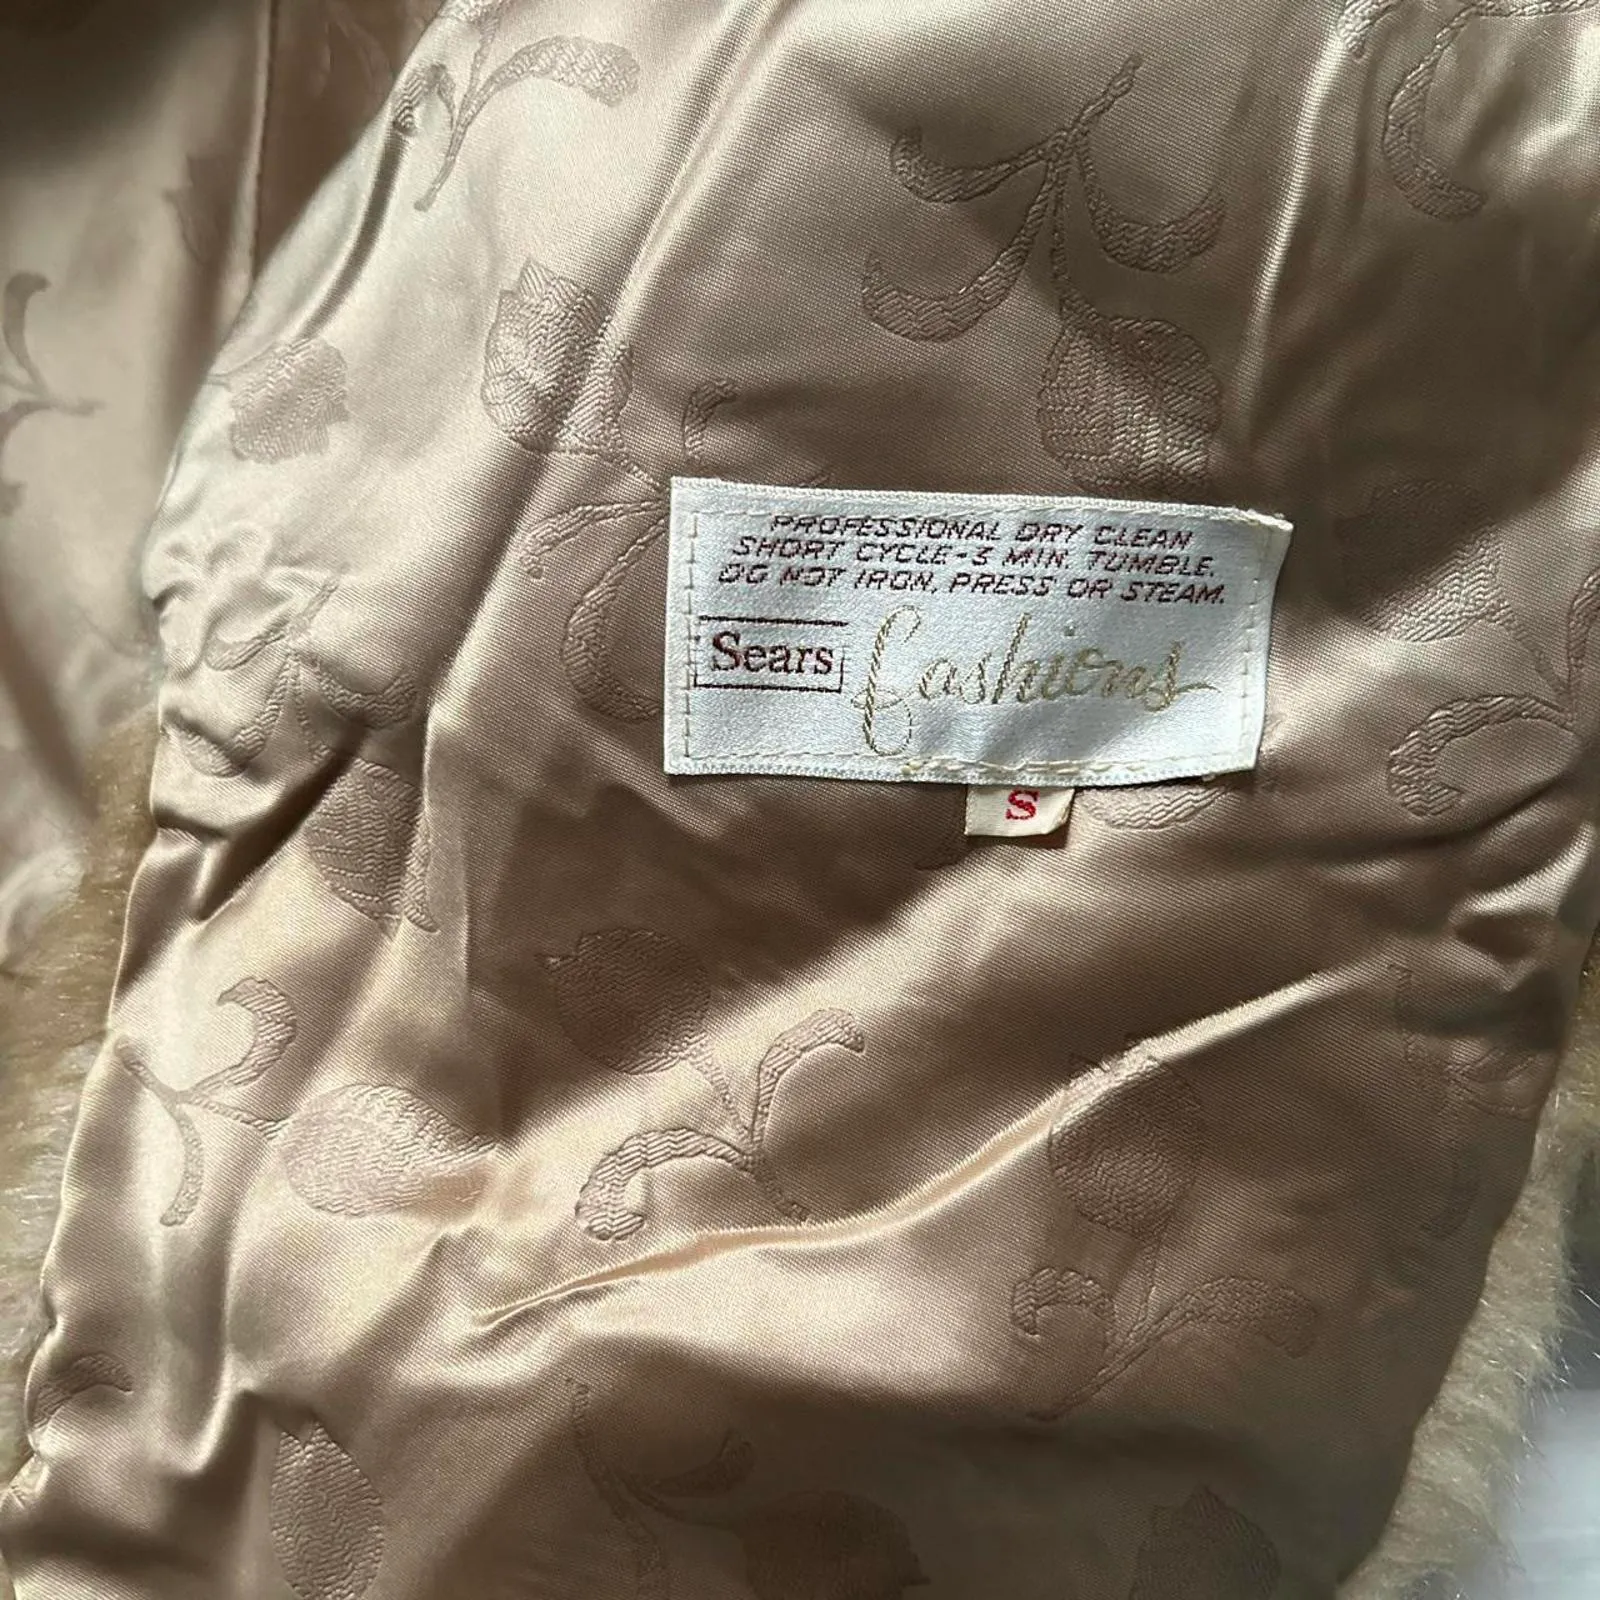 PROFESSIONAL DRY CLEAN
SHORT CYCLE-3 MIN. TUMBLE.
DO NOT IRON, PRESS OR STEAM.
Sears fashions
S